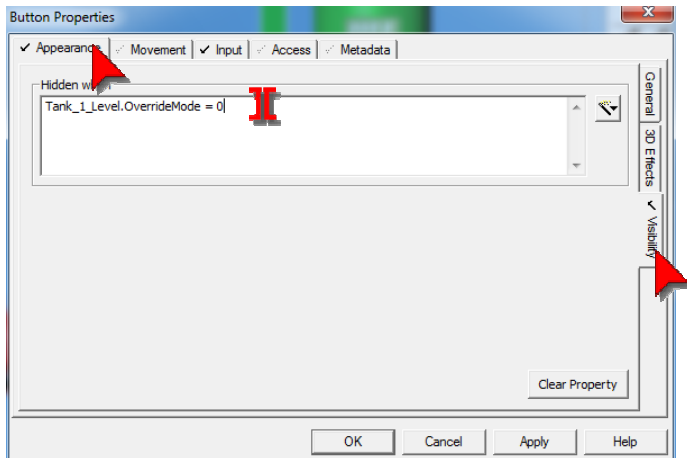 Button Properties
Appearance Movement Input Access Metadata
Hidden when
Tank_1_Level.OverrideMode = 0
General
3D Effects
Visibility
Clear Property
OK Cancel Apply Help